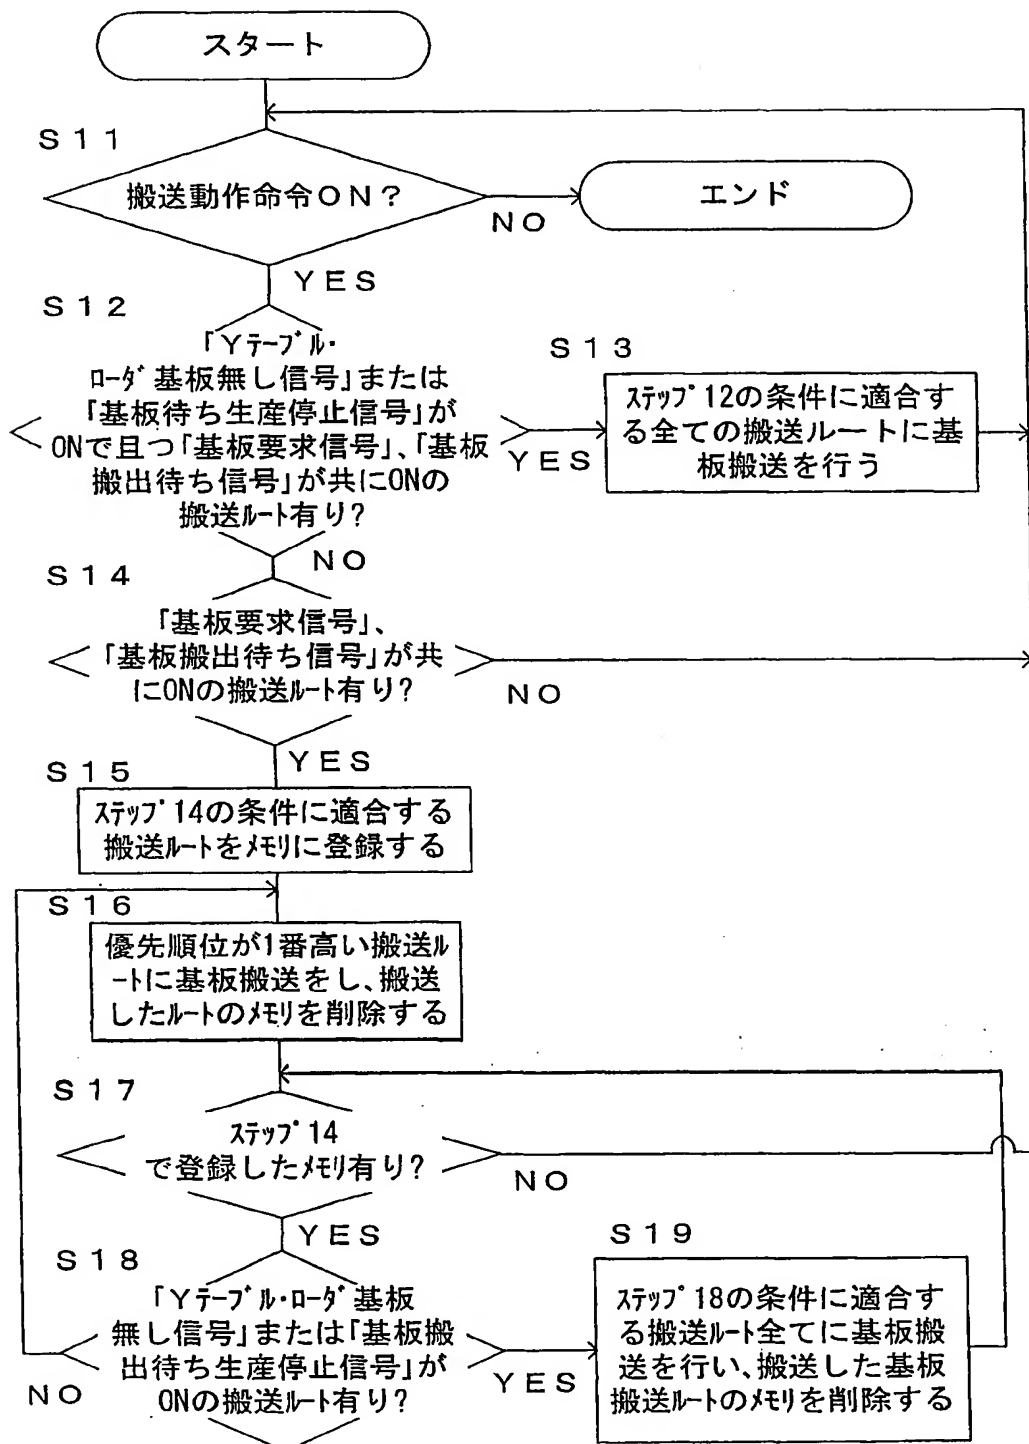 スタート
S11
搬送動作命令ON?
NO
エンド
YES
S12
「Yテーブル・
ローダ基板無し信号」または
「基板待ち生産停止信号」が
ONで且つ「基板要求信号」、「基板
搬出待ち信号」が共にONの
搬送ルート有り?
YES
S13
ステップ12の条件に適合す
る全ての搬送ルートに基
板搬送を行う
NO
S14
「基板要求信号」、
「基板搬出待ち信号」が共
にONの搬送ルート有り?
NO
YES
S15
ステップ14の条件に適合する
搬送ルートをメモリに登録する
S16
優先順位が1番高い搬送ル
ートに基板搬送をし、搬送
したルートのメモリを削除する
S17
ステップ14
で登録したメモリ有り?
NO
YES
S18
「Yテーブル・ローダ基板
無し信号」または「基板搬
出待ち生産停止信号」が
ONの搬送ルート有り?
NO
YES
S19
ステップ18の条件に適合す
る搬送ルート全てに基板搬
送を行い、搬送した基板
搬送ルートのメモリを削除する